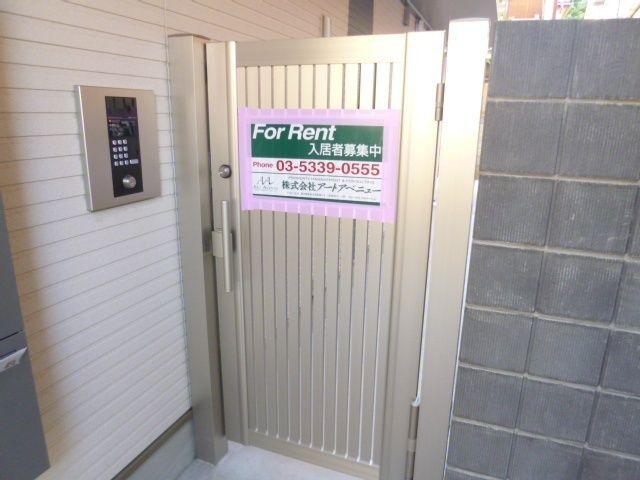 For Rent
入居者募集中
Phone 03-5339-0555
株式会社アートアベニュー